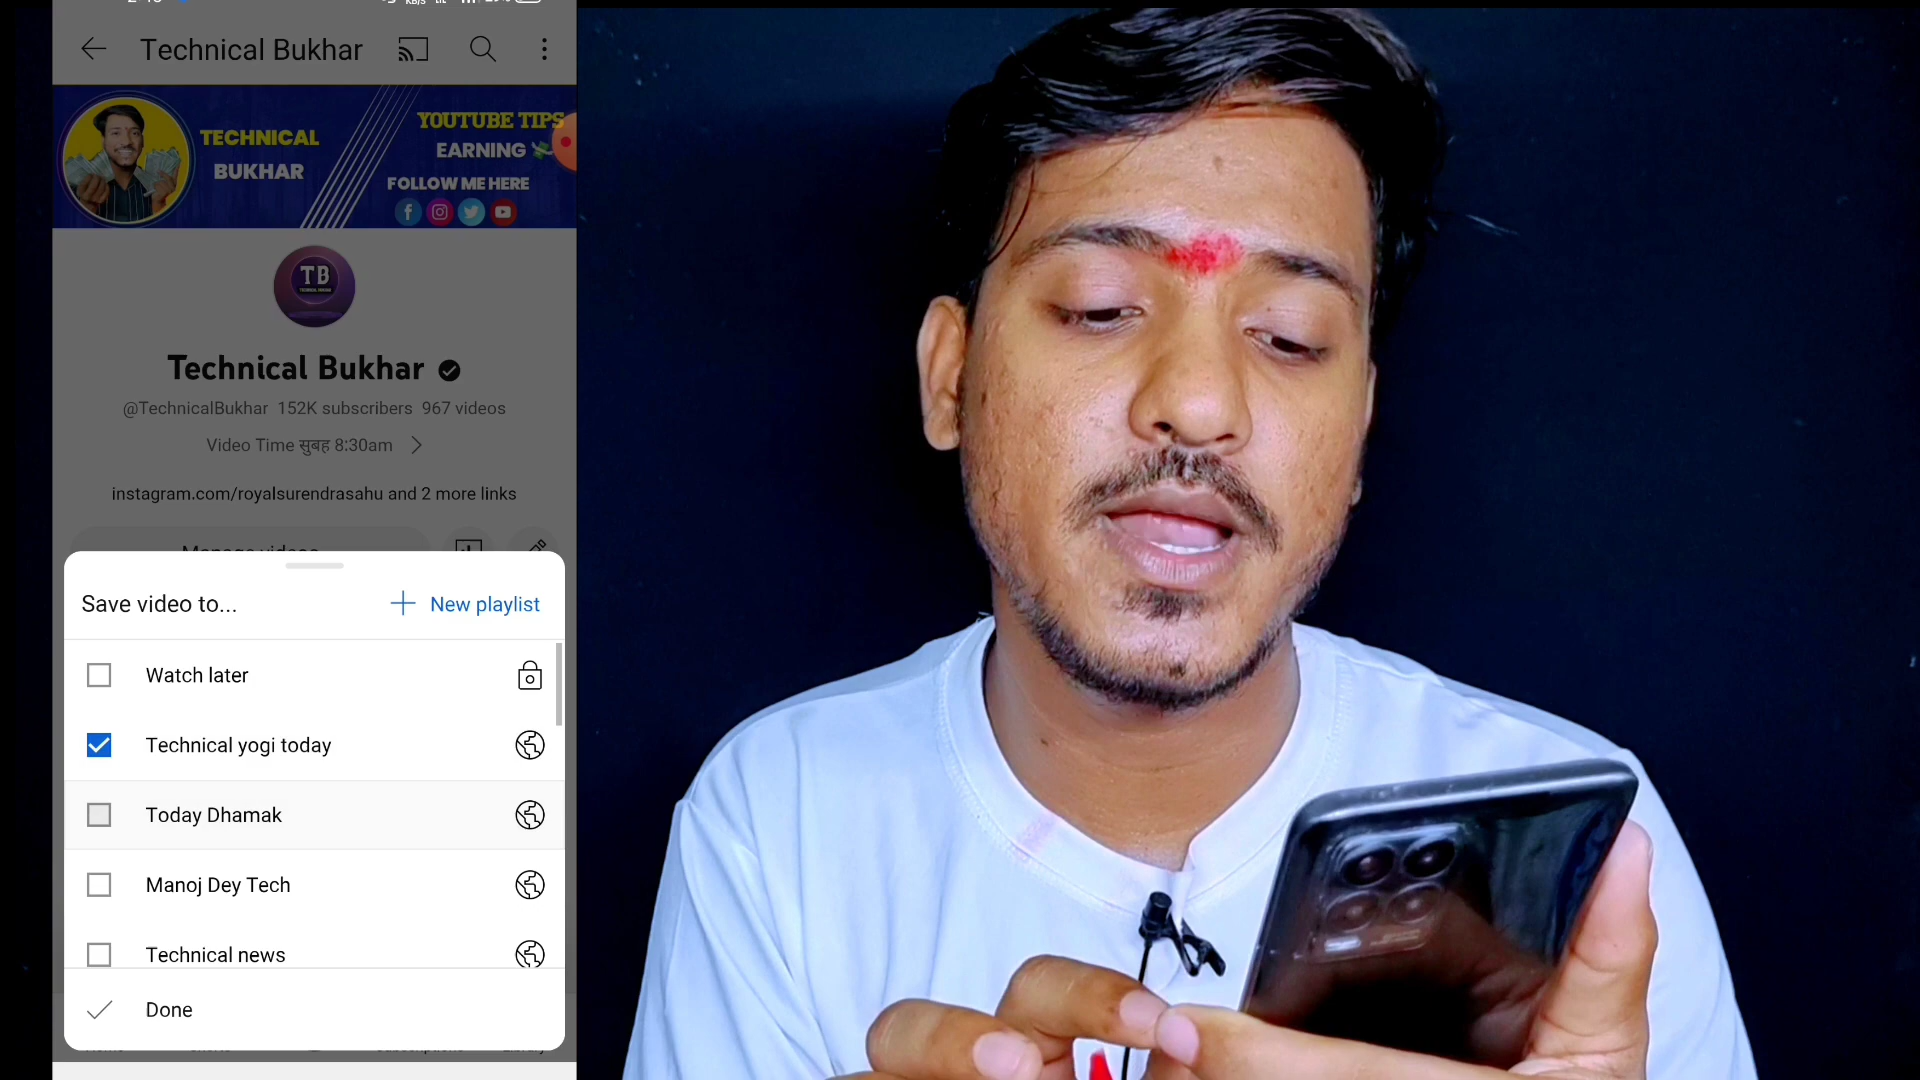 Technical Bukhar
TECHNICAL
BUKHAR
YOUTUBE TIPS
EARNING
FOLLOW ME HERE
TB
Technical Bukhar
@TechnicalBukhar 152K subscribers 967 videos
Video Time सुबह 8:30am
instagram.com/royalsurendrasahu and 2 more links
Manage videos
Save video to...
New playlist
Watch later
Technical yogi today
Today Dhamak
Manoj Dey Tech
Technical news
Done